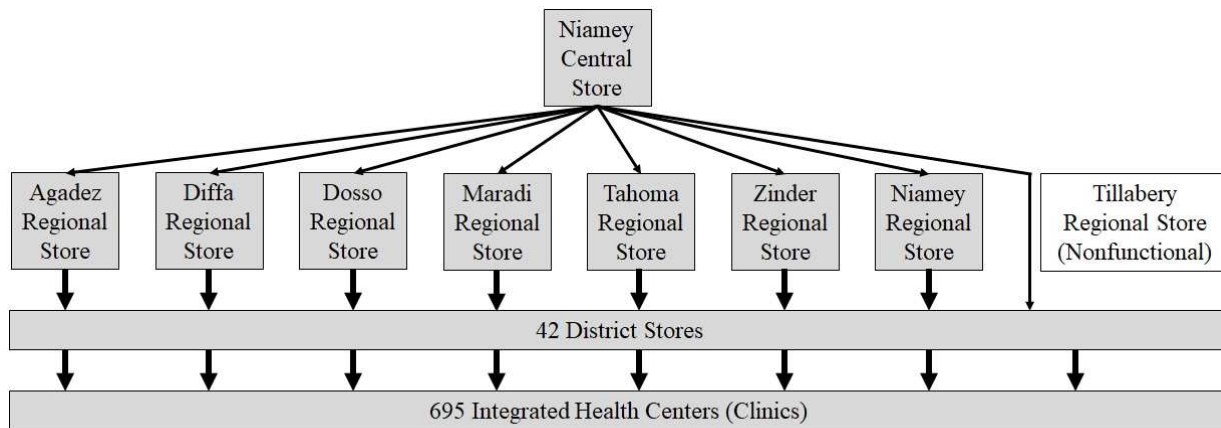 Niamey
Central
Store
Agadez
Regional
Store
Diffa
Regional
Store
Dosso
Regional
Store
Maradi
Regional
Store
Tahoma
Regional
Store
Zinder
Regional
Store
Niamey
Regional
Store
Tillabery
Regional Store
(Nonfunctional)
42 District Stores
695 Integrated Health Centers (Clinics)